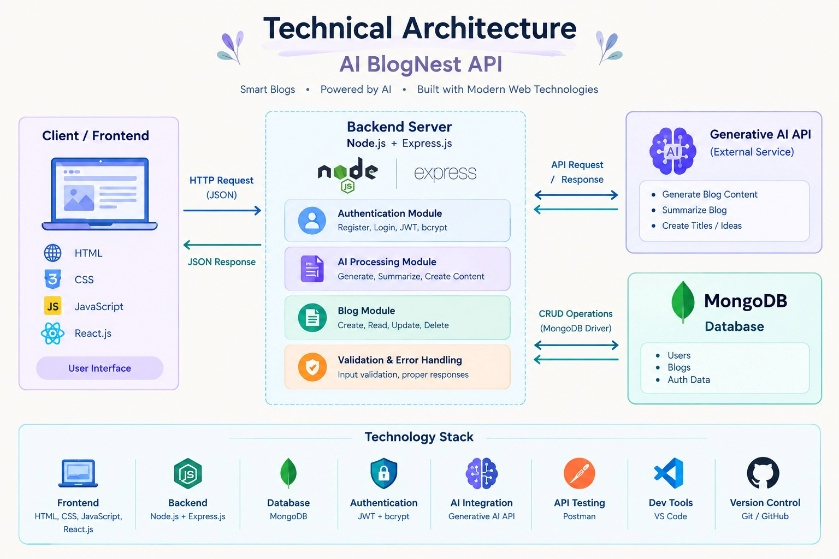 Technical Architecture
AI BlogNest API
Smart Blogs • Powered by AI • Built with Modern Web Technologies
Client / Frontend
HTML
3
CSS
JS
JavaScript
React.js
User Interface
HTTP Request
(JSON)
JSON Response
Backend Server
Node.js + Express.js
node
JS
express
Authentication Module
Register, Login, JWT, bcrypt
AI Processing Module
Generate, Summarize, Create Content
Blog Module
Create, Read, Update, Delete
Validation & Error Handling
Input validation, proper responses
API Request
/ Response
CRUD Operations
(MongoDB Driver)
AI
Generative AI API
(External Service)
• Generate Blog Content
• Summarize Blog
• Create Titles / Ideas
MongoDB
Database
• Users
• Blogs
• Auth Data
Technology Stack
Frontend
HTML, CSS, JavaScript,
React.js
JS
Backend
Node.js + Express.js
Database
MongoDB
Authentication
JWT + bcrypt
AI Integration
Generative AI API
API Testing
Postman
Dev Tools
VS Code
Version Control
Git / GitHub